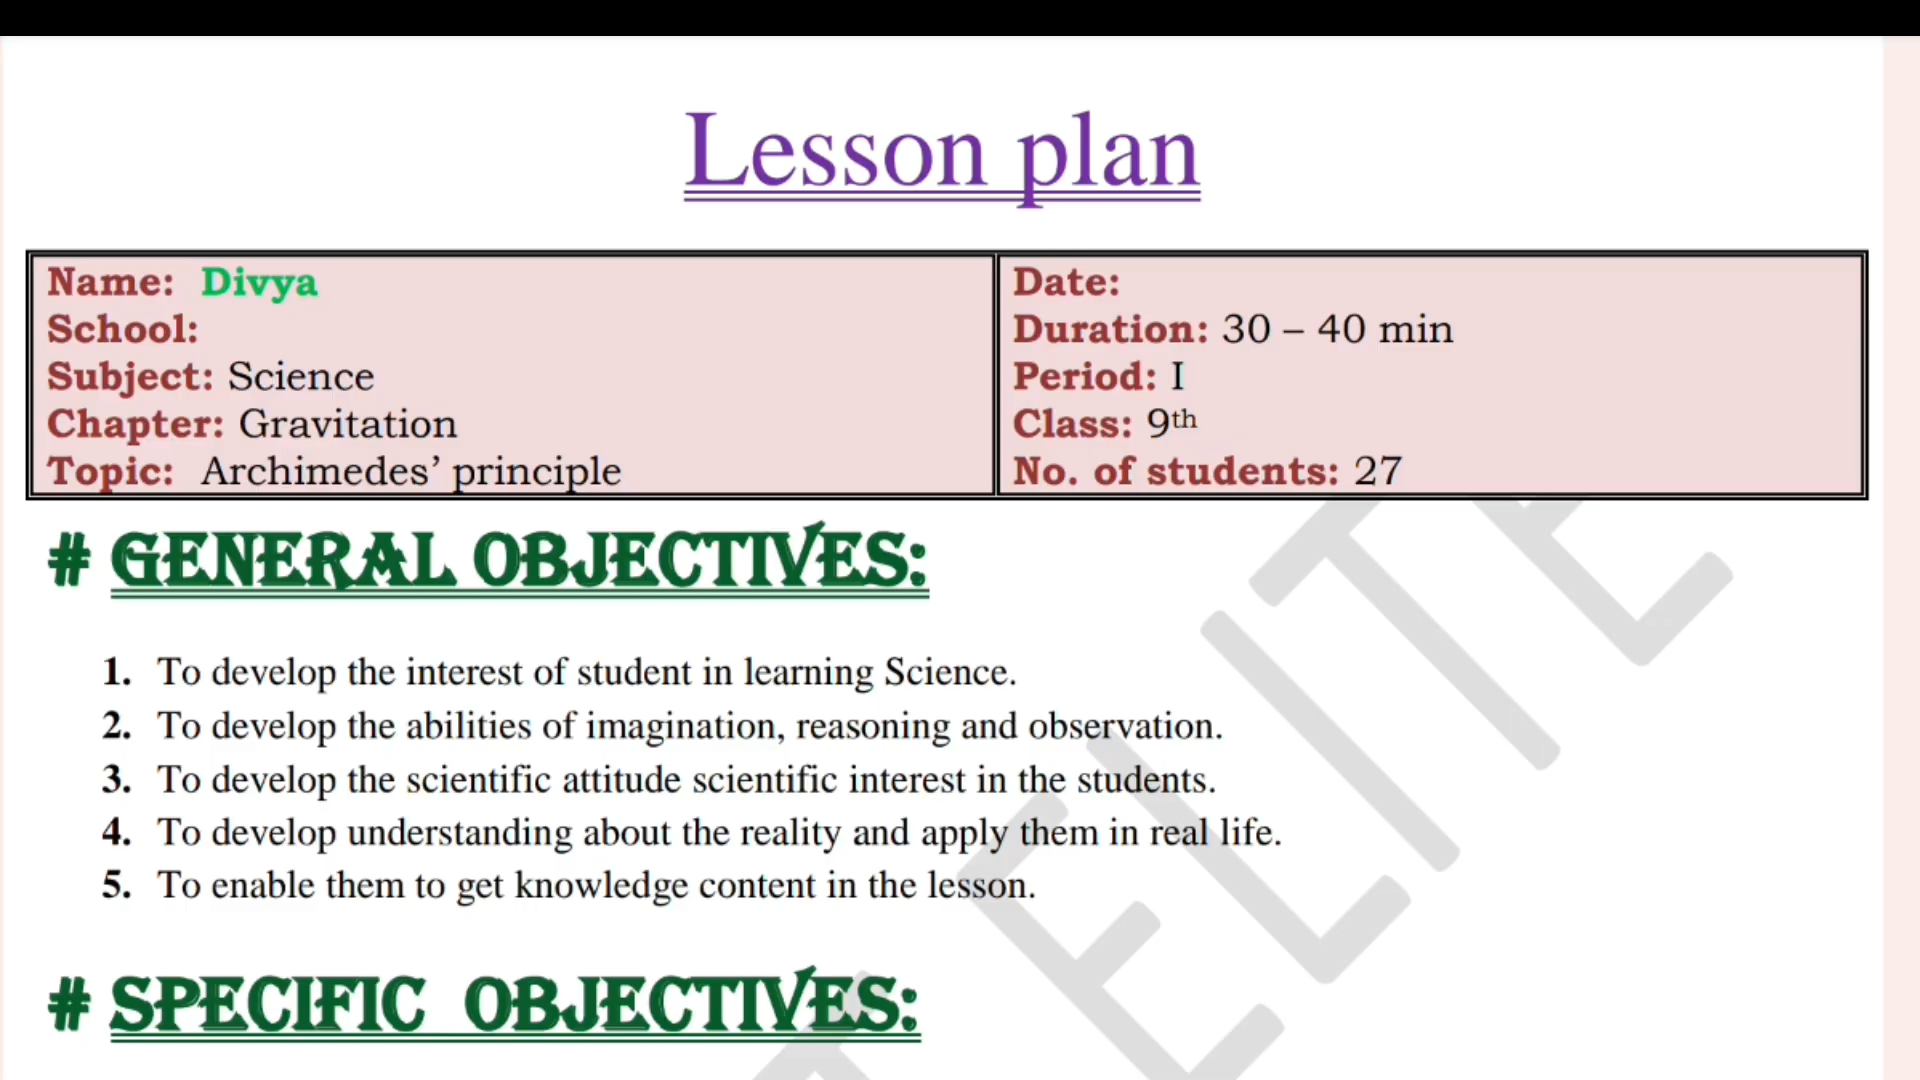 Lesson plan
Name: Divya
School:
Subject: Science
Chapter: Gravitation
Topic: Archimedes’ principle
Date:
Duration: 30 – 40 min
Period: I
Class: 9th
No. of students: 27
# GENERAL OBJECTIVES:
1. To develop the interest of student in learning Science.
2. To develop the abilities of imagination, reasoning and observation.
3. To develop the scientific attitude scientific interest in the students.
4. To develop understanding about the reality and apply them in real life.
5. To enable them to get knowledge content in the lesson.
# SPECIFIC OBJECTIVES:
ELITE